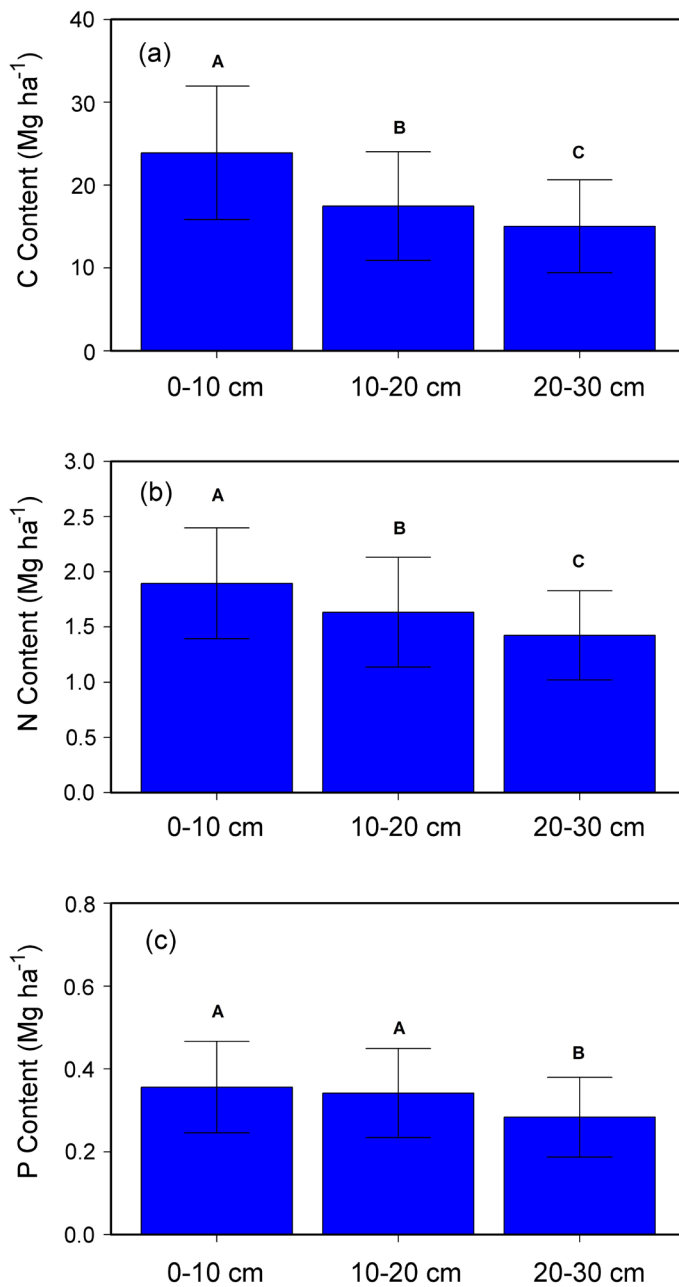 (a)
C Content (Mg ha⁻¹)
40
30
20
10
0
A
B
C
0-10 cm
10-20 cm
20-30 cm
(b)
N Content (Mg ha⁻¹)
3.0
2.5
2.0
1.5
1.0
0.5
0.0
A
B
C
0-10 cm
10-20 cm
20-30 cm
(c)
P Content (Mg ha⁻¹)
0.8
0.6
0.4
0.2
0.0
A
A
B
0-10 cm
10-20 cm
20-30 cm